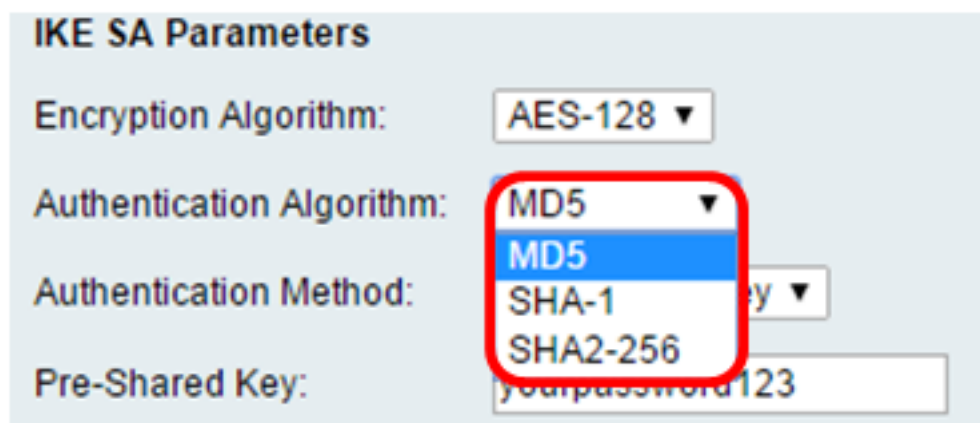 IKE SA Parameters
Encryption Algorithm: AES-128
Authentication Algorithm: MD5
MD5
Authentication Method:
SHA-1
SHA2-256
Pre-Shared Key: yourpassword123